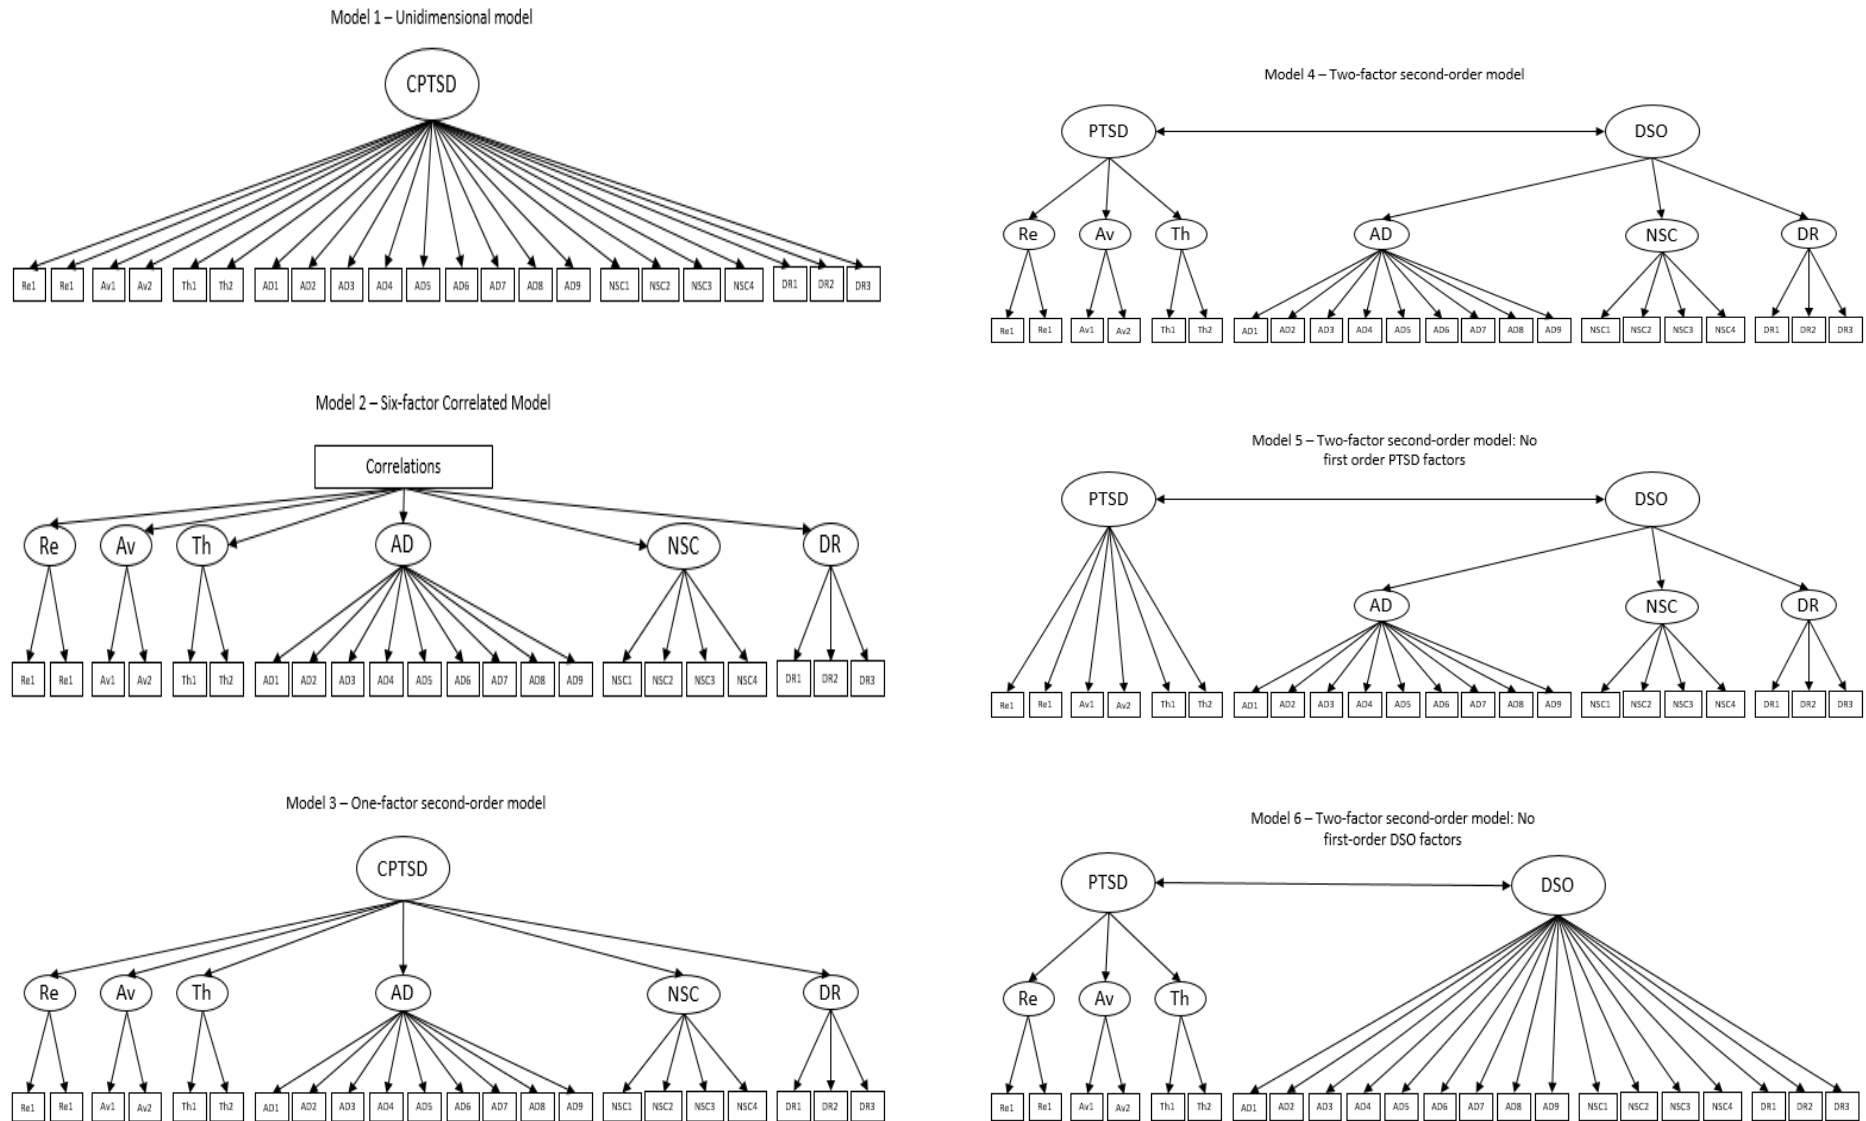 Model 1 – Unidimensional model
CPTSD
Re1 Re1 Av1 Av2 Th1 Th2 AD1 AD2 AD3 AD4 AD5 AD6 AD7 AD8 AD9 NSC1 NSC2 NSC3 NSC4 DR1 DR2 DR3
Model 2 – Six-factor Correlated Model
Correlations
Re Av Th AD NSC DR
Re1 Re1 Av1 Av2 Th1 Th2 AD1 AD2 AD3 AD4 AD5 AD6 AD7 AD8 AD9 NSC1 NSC2 NSC3 NSC4 DR1 DR2 DR3
Model 3 – One-factor second-order model
CPTSD
Re Av Th AD NSC DR
Re1 Re1 Av1 Av2 Th1 Th2 AD1 AD2 AD3 AD4 AD5 AD6 AD7 AD8 AD9 NSC1 NSC2 NSC3 NSC4 DR1 DR2 DR3
Model 4 – Two-factor second-order model
PTSD DSO
Re Av Th AD NSC DR
Re1 Re1 Av1 Av2 Th1 Th2 AD1 AD2 AD3 AD4 AD5 AD6 AD7 AD8 AD9 NSC1 NSC2 NSC3 NSC4 DR1 DR2 DR3
Model 5 – Two-factor second-order model: No
first order PTSD factors
PTSD DSO
AD NSC DR
Re1 Re1 Av1 Av2 Th1 Th2 AD1 AD2 AD3 AD4 AD5 AD6 AD7 AD8 AD9 NSC1 NSC2 NSC3 NSC4 DR1 DR2 DR3
Model 6 – Two-factor second-order model: No
first-order DSO factors
PTSD DSO
Re Av Th
Re1 Re1 Av1 Av2 Th1 Th2 AD1 AD2 AD3 AD4 AD5 AD6 AD7 AD8 AD9 NSC1 NSC2 NSC3 NSC4 DR1 DR2 DR3